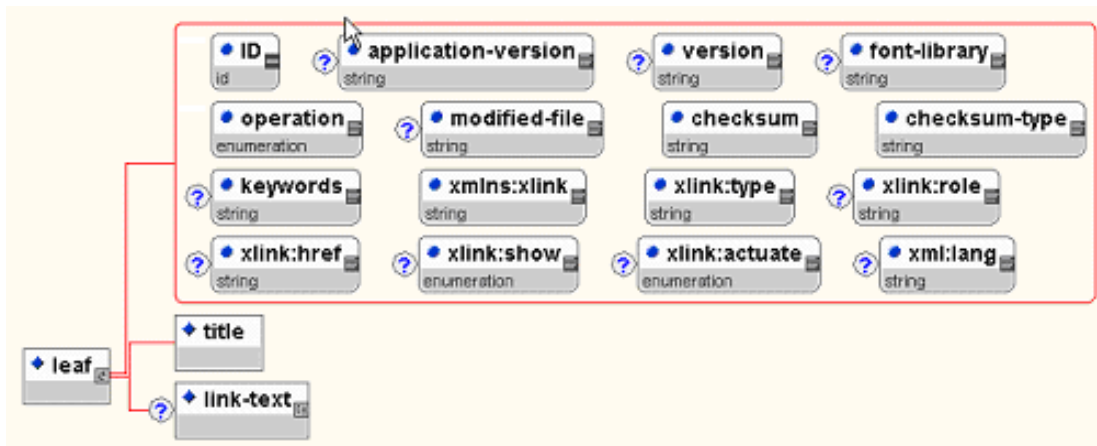 ID ? application-version ? version ? font-library
id string string string
operation ? modified-file checksum checksum-type
enumeration string string string
? keywords xmlns:xlink xlink:type ? xlink:role
string string string string
? xlink:href ? xlink:show ? xlink:actuate ? xml:lang
string enumeration enumeration string
title
leaf
? link-text